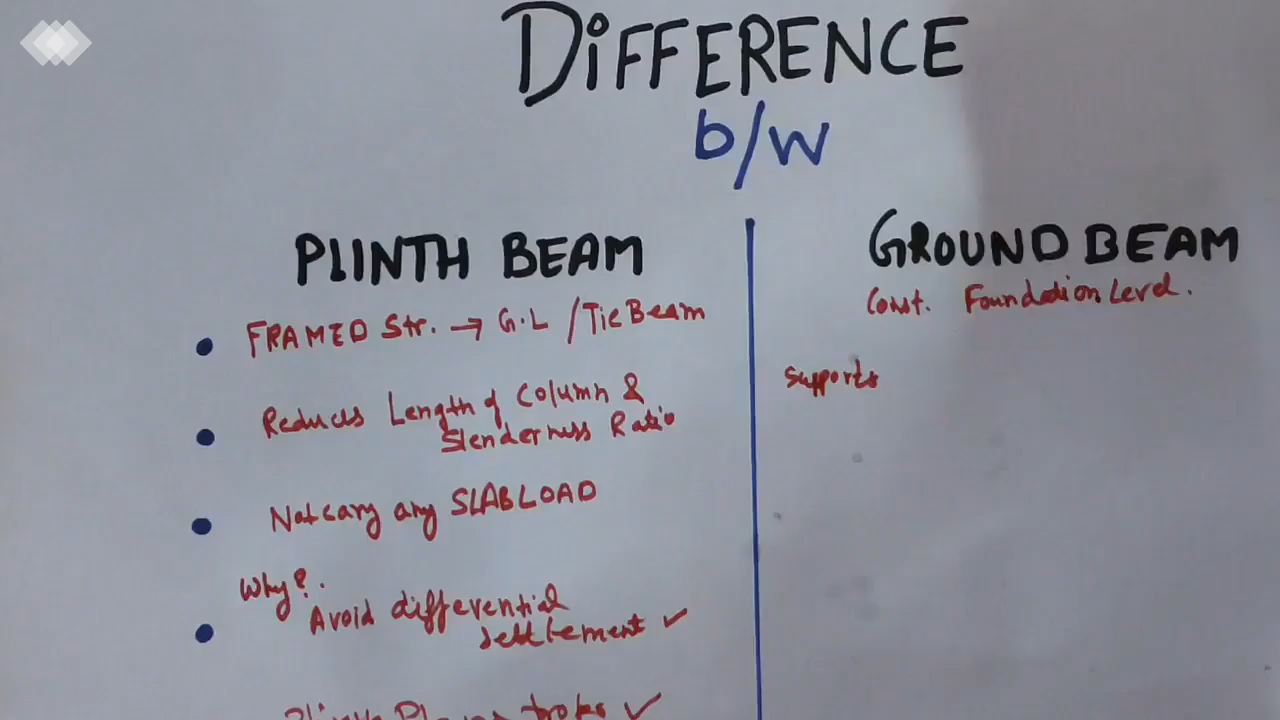 DiFFERENCE
b/w
PLINTH BEAM
GROUND BEAM
Const. Foundation Level.
FRAMED Str. → G.L / Tie Beam
supports
Reduces Length of Column &
Slenderness Ratio
Not cary any SLAB LOAD
Why?.
Avoid differential
settlement ✓